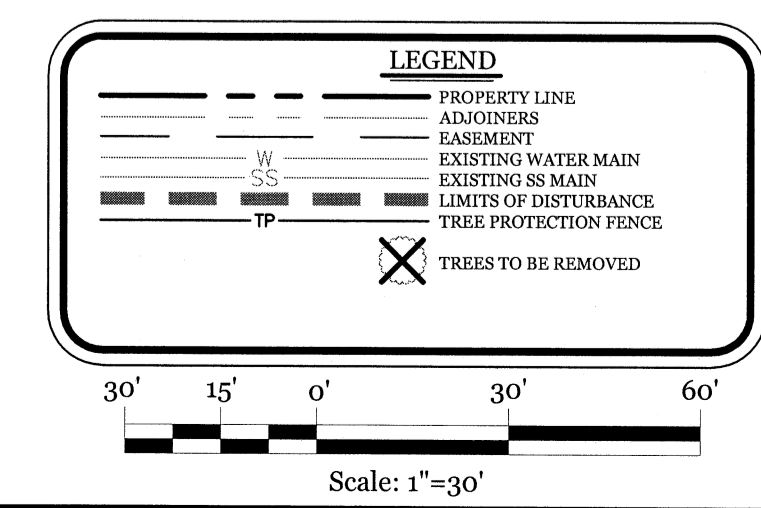 LEGEND
PROPERTY LINE
ADJOINERS
EASEMENT
W EXISTING WATER MAIN
SS EXISTING SS MAIN
LIMITS OF DISTURBANCE
TP TREE PROTECTION FENCE
TREES TO BE REMOVED
30' 15' 0' 30' 60'
Scale: 1"=30'